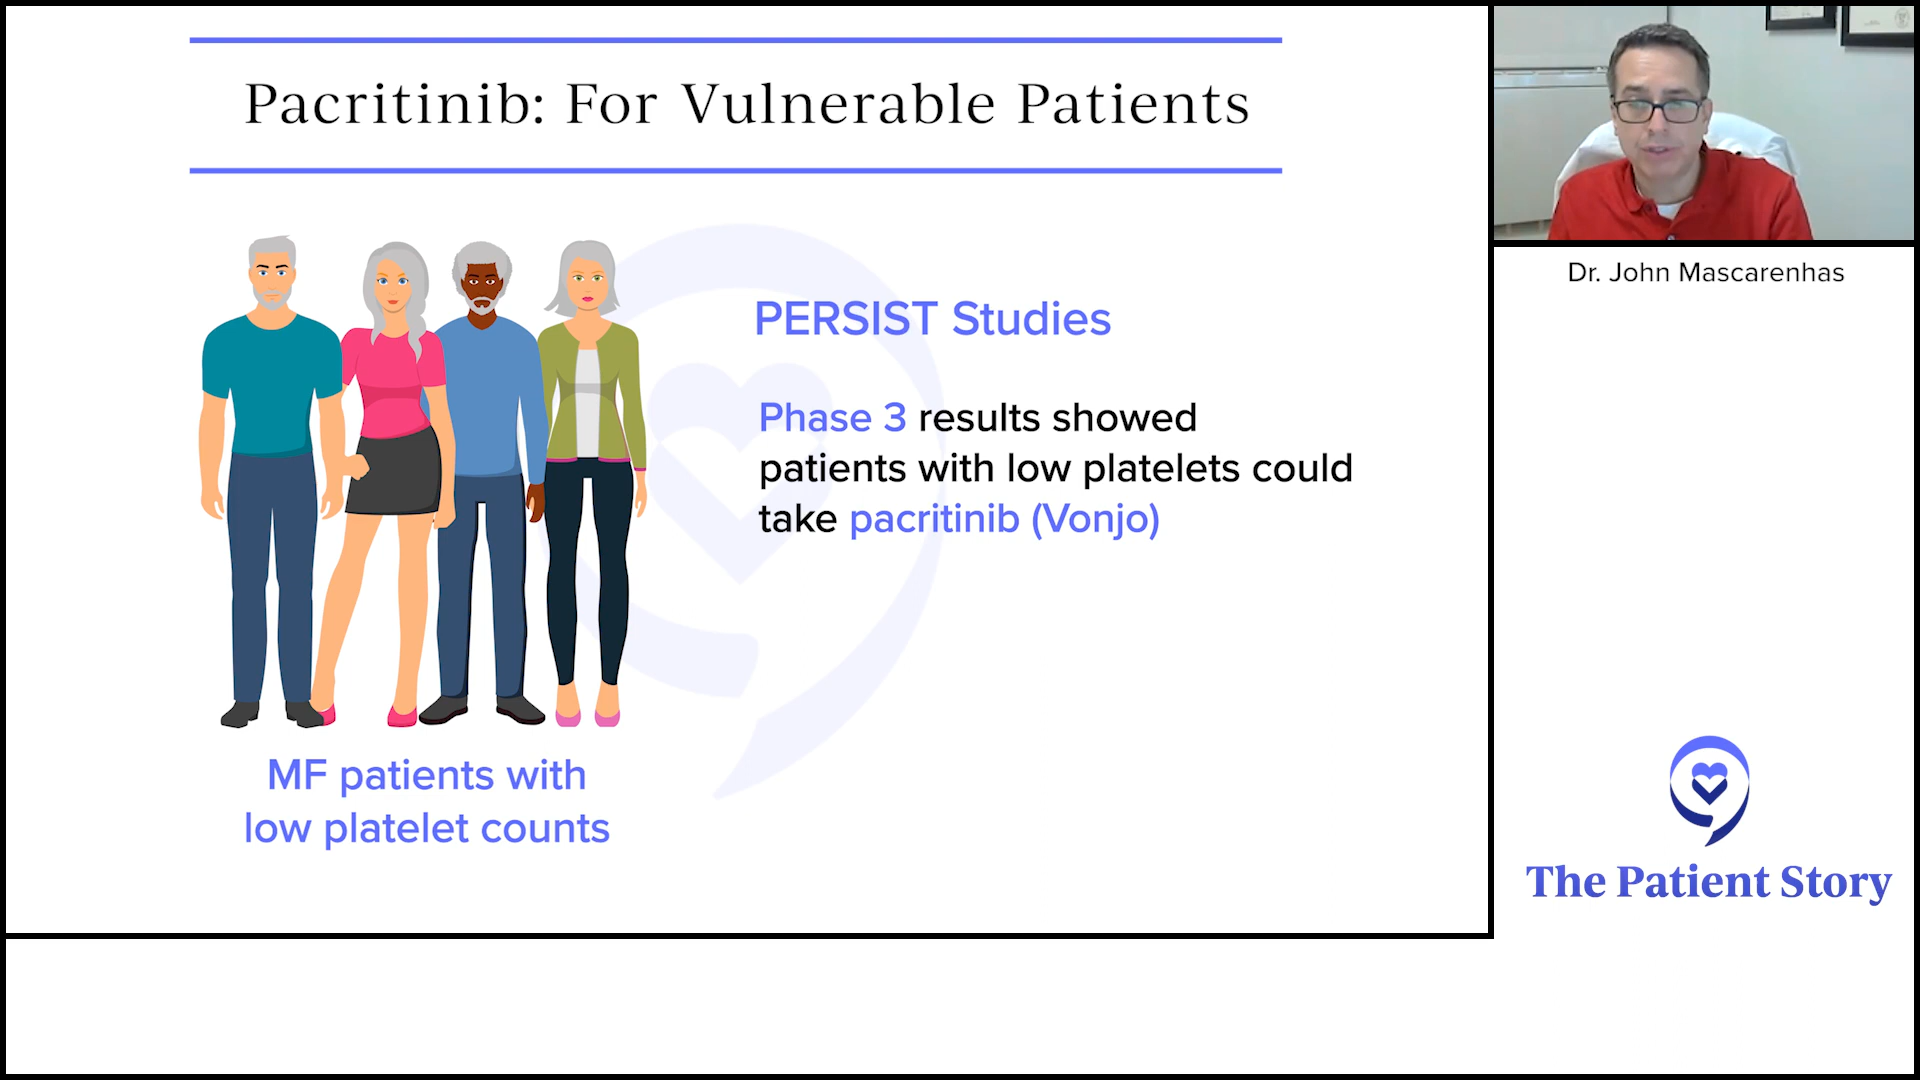 Pacritinib: For Vulnerable Patients
PERSIST Studies
Phase 3 results showed
patients with low platelets could
take pacritinib (Vonjo)
MF patients with
low platelet counts
Dr. John Mascarenhas
The Patient Story